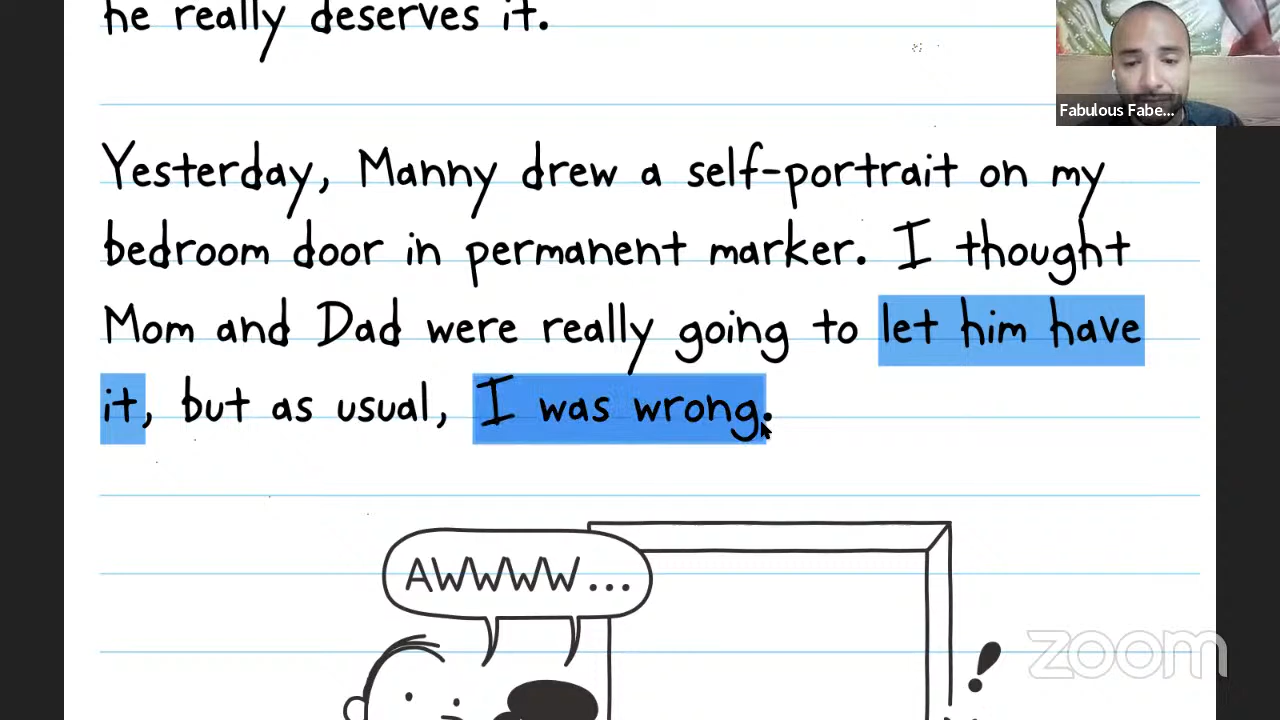 he really deserves it.
Fabulous Fabe...
Yesterday, Manny drew a self-portrait on my
bedroom door in permanent marker. I thought
Mom and Dad were really going to let him have
it, but as usual, I was wrong.
AWWWW...
!
zoom